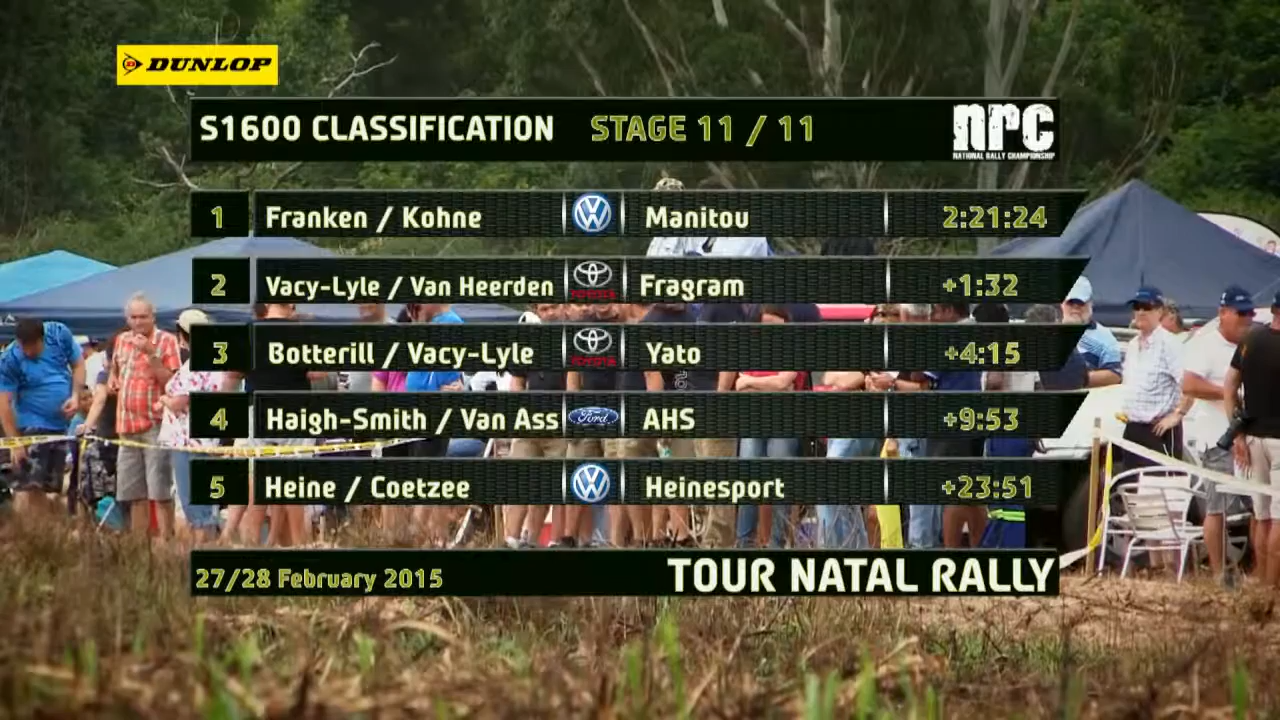 DUNLOP
S1600 CLASSIFICATION STAGE 11 / 11
nrc
NATIONAL RALLY CHAMPIONSHIP
1 Franken / Kohne Manitou 2:21:24
2 Vacy-Lyle / Van Heerden TOYOTA Fragram +1:32
3 Botterill / Vacy-Lyle TOYOTA Yato +4:15
4 Haigh-Smith / Van Ass Ford AHS +9:53
5 Heine / Coetzee Heinesport +23:51
27/28 February 2015 TOUR NATAL RALLY